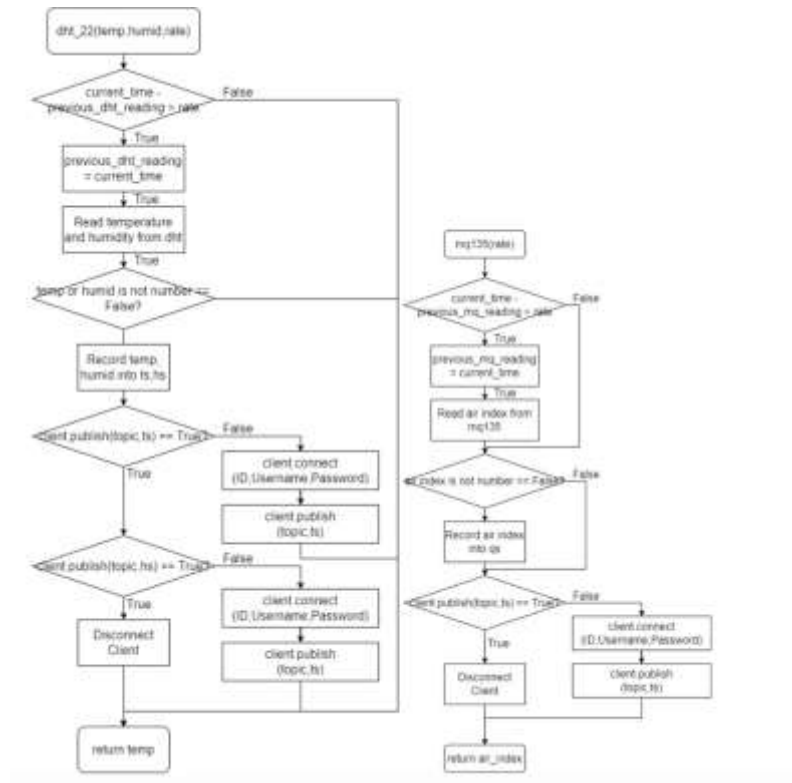 dht_22(temp,humid,rate)
current_time -
previous_dht_reading > rate
False
True
previous_dht_reading
= current_time
True
Read temperature
and humidity from dht
True
temp or humid is not number ==
False?
Record temp,
humid into ts,hs
client.publish(topic,ts) == True?
False
True
client.connect
(ID,Username,Password)
client.publish
(topic,ts)
client.publish(topic,hs) == True?
False
True
client.connect
(ID,Username,Password)
Disconnect
Client
client.publish
(topic,hs)
return temp
mq135(rate)
current_time -
previous_mq_reading > rate
False
True
previous_mq_reading
= current_time
True
Read air index from
mq135
air index is not number == False?
False
Record air index
into qs
client.publish(topic,ts) == True?
False
True
client.connect
(ID,Username,Password)
Disconnect
Client
client.publish
(topic,ts)
return air_index